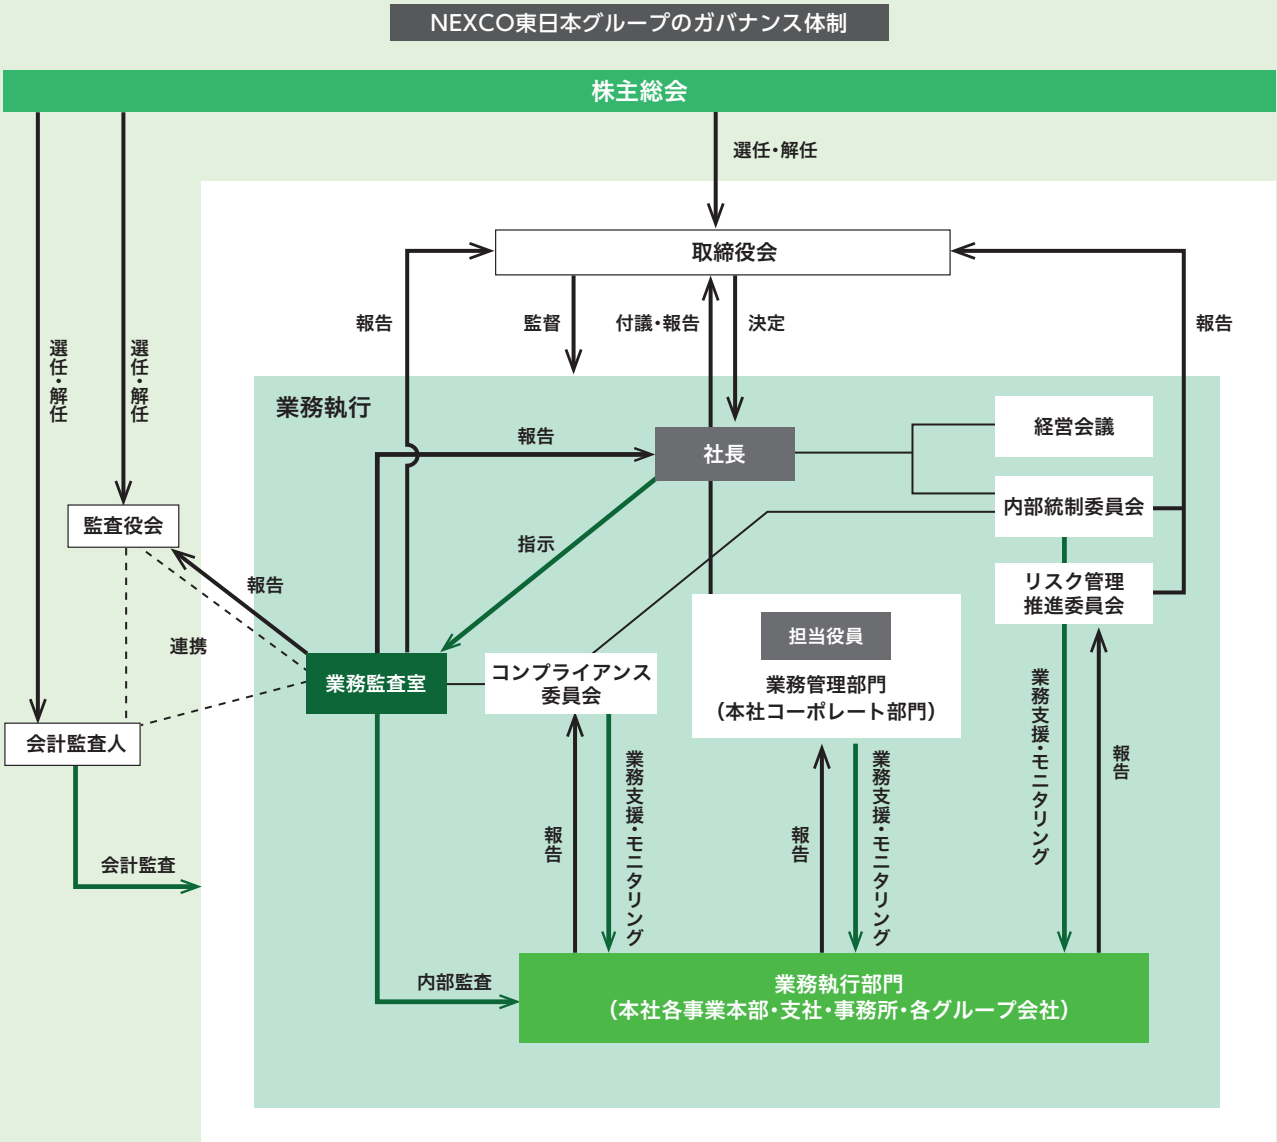 NEXCO東日本グループのガバナンス体制
株主総会
選任・解任
取締役会
報告
監督
付議・報告
決定
報告
選任・解任
選任・解任
業務執行
報告
社長
経営会議
内部統制委員会
監査役会
指示
報告
リスク管理
推進委員会
担当役員
連携
業務監査室
コンプライアンス
委員会
業務管理部門
（本社コーポレート部門）
会計監査人
業務支援・モニタリング
報告
業務支援・モニタリング
報告
業務支援・モニタリング
報告
会計監査
内部監査
業務執行部門
（本社各事業本部・支社・事務所・各グループ会社）